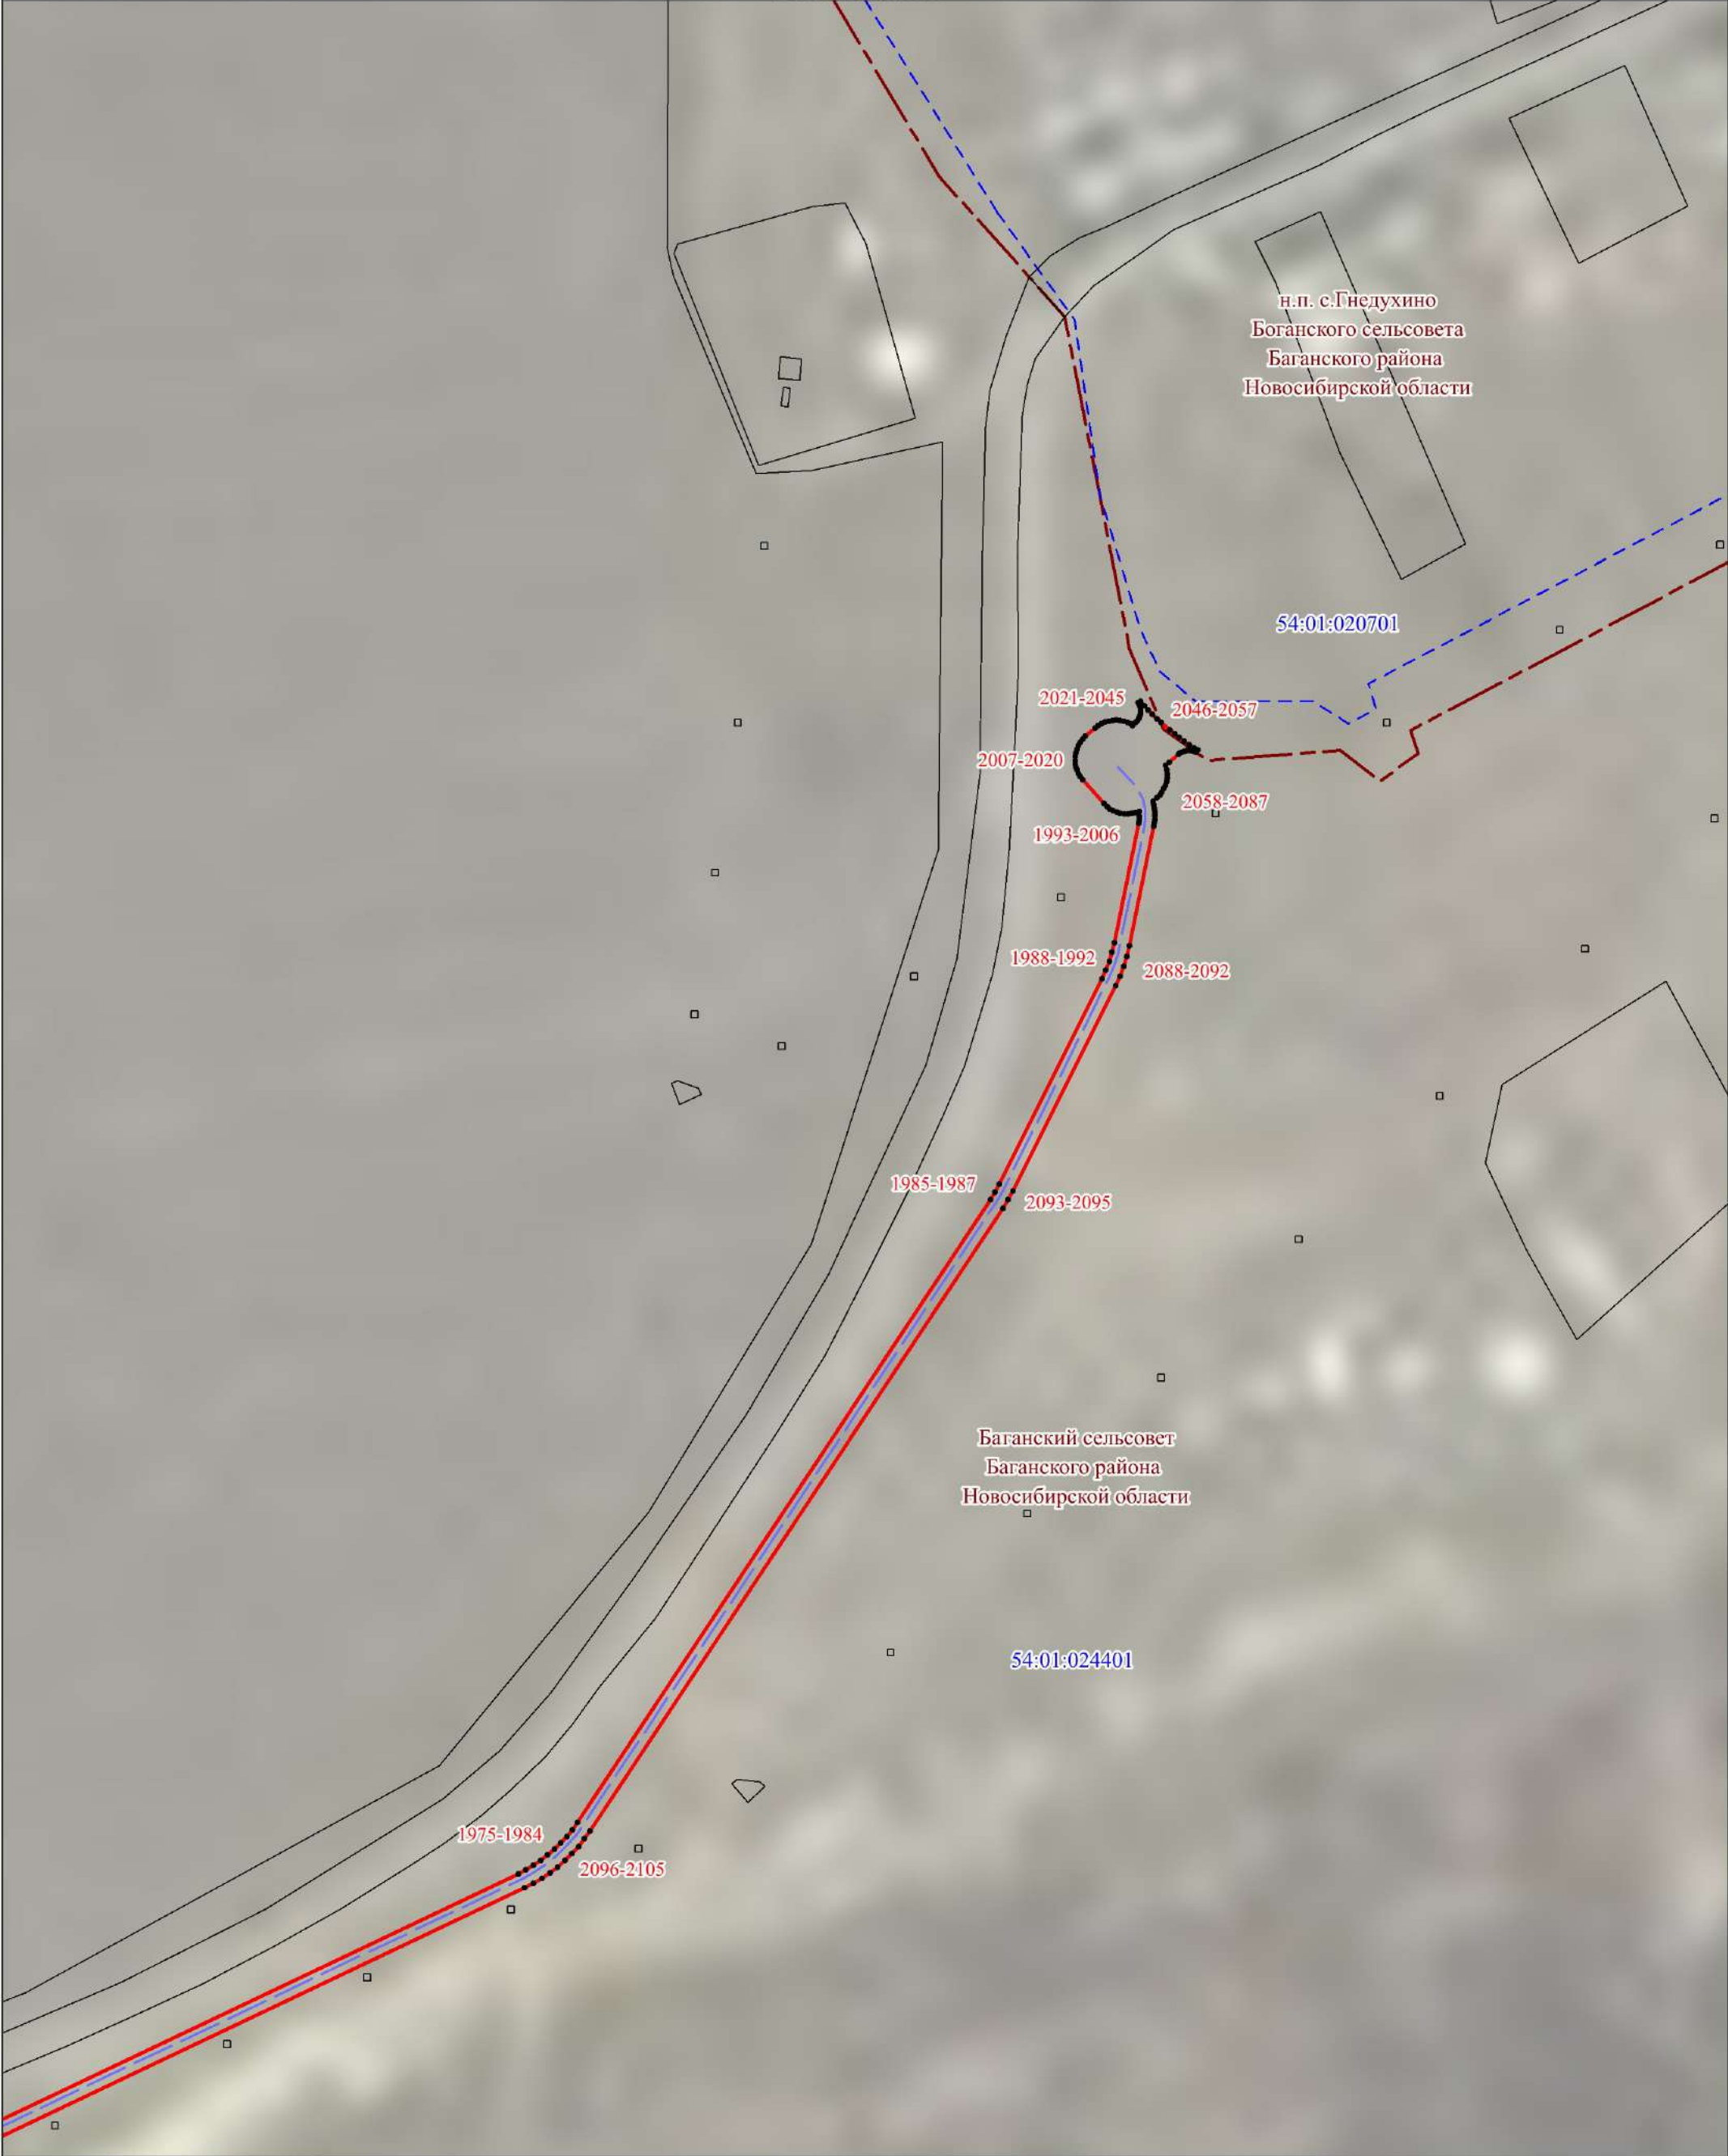 н.п. с.Гнедухино
Боганского сельсовета
Баганского района
Новосибирской области
54:01:020701
2021-2045
2046-2057
2007-2020
2058-2087
1993-2006
1988-1992
2088-2092
1985-1987
2093-2095
Баганский сельсовет
Баганского района
Новосибирской области
54:01:024401
1975-1984
2096-2105